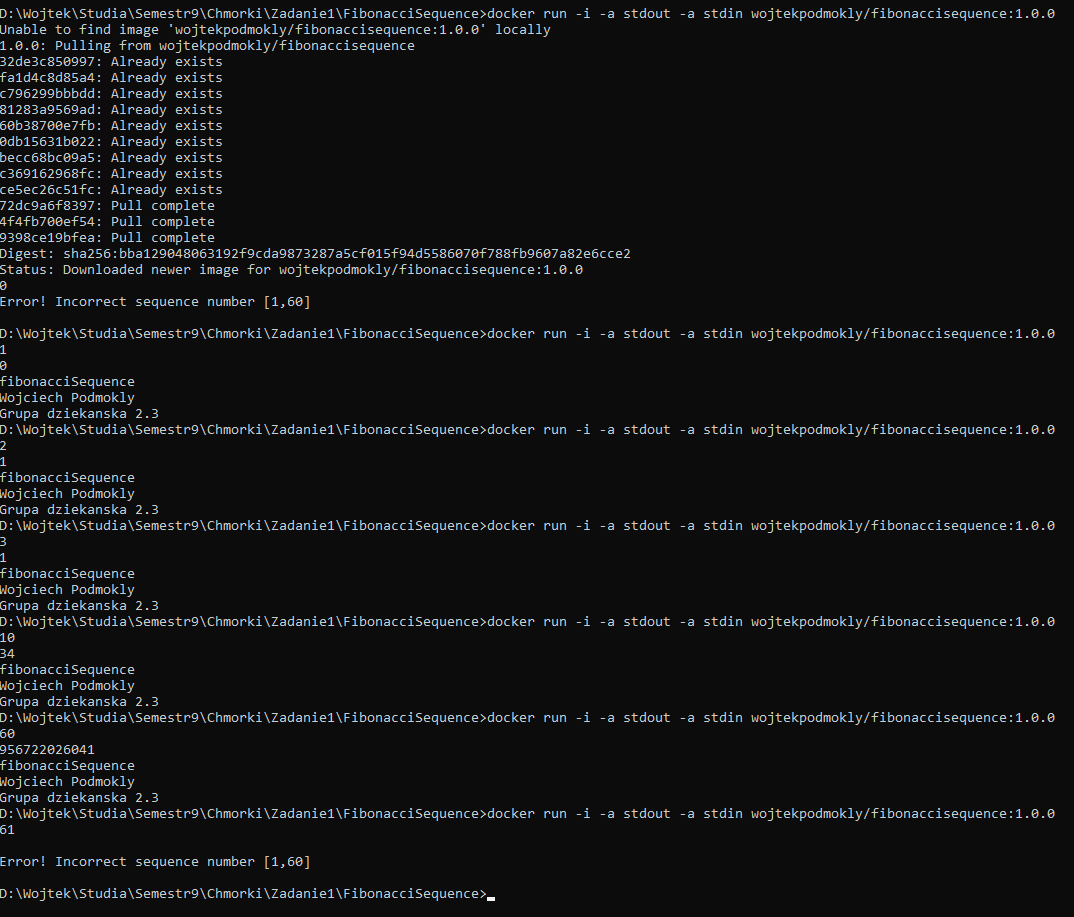 D:\Wojtek\Studia\Semestr9\Chmorki\Zadanie1\FibonacciSequence>docker run -i -a stdout -a stdin wojtekpodmokly/fibonaccisequence:1.0.0
Unable to find image 'wojtekpodmokly/fibonaccisequence:1.0.0' locally
1.0.0: Pulling from wojtekpodmokly/fibonaccisequence
32de3c850997: Already exists
fa1d4c8d85a4: Already exists
c796299bbbdd: Already exists
81283a9569ad: Already exists
60b38700e7fb: Already exists
0db15631b022: Already exists
becc68bc09a5: Already exists
c369162968fc: Already exists
ce5ec26c51fc: Already exists
72dc9a6f8397: Pull complete
4f4fb700ef54: Pull complete
9398ce19bfea: Pull complete
Digest: sha256:bba129048063192f9cda9873287a5cf015f94d5586070f788fb9607a82e6cce2
Status: Downloaded newer image for wojtekpodmokly/fibonaccisequence:1.0.0
0
Error! Incorrect sequence number [1,60]
D:\Wojtek\Studia\Semestr9\Chmorki\Zadanie1\FibonacciSequence>docker run -i -a stdout -a stdin wojtekpodmokly/fibonaccisequence:1.0.0
1
0
fibonacciSequence
Wojciech Podmokly
Grupa dziekanska 2.3
D:\Wojtek\Studia\Semestr9\Chmorki\Zadanie1\FibonacciSequence>docker run -i -a stdout -a stdin wojtekpodmokly/fibonaccisequence:1.0.0
2
1
fibonacciSequence
Wojciech Podmokly
Grupa dziekanska 2.3
D:\Wojtek\Studia\Semestr9\Chmorki\Zadanie1\FibonacciSequence>docker run -i -a stdout -a stdin wojtekpodmokly/fibonaccisequence:1.0.0
3
1
fibonacciSequence
Wojciech Podmokly
Grupa dziekanska 2.3
D:\Wojtek\Studia\Semestr9\Chmorki\Zadanie1\FibonacciSequence>docker run -i -a stdout -a stdin wojtekpodmokly/fibonaccisequence:1.0.0
10
34
fibonacciSequence
Wojciech Podmokly
Grupa dziekanska 2.3
D:\Wojtek\Studia\Semestr9\Chmorki\Zadanie1\FibonacciSequence>docker run -i -a stdout -a stdin wojtekpodmokly/fibonaccisequence:1.0.0
60
956722026041
fibonacciSequence
Wojciech Podmokly
Grupa dziekanska 2.3
D:\Wojtek\Studia\Semestr9\Chmorki\Zadanie1\FibonacciSequence>docker run -i -a stdout -a stdin wojtekpodmokly/fibonaccisequence:1.0.0
61
Error! Incorrect sequence number [1,60]
D:\Wojtek\Studia\Semestr9\Chmorki\Zadanie1\FibonacciSequence>